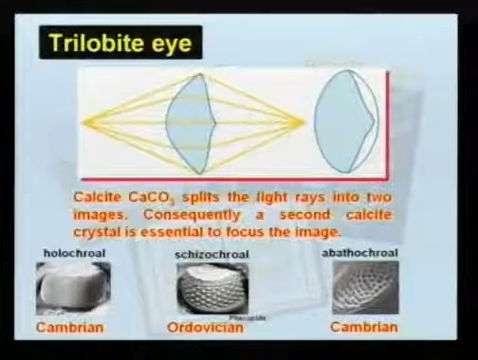 Trilobite eye
Calcite CaCO3 splits the light rays into two
images. Consequently a second calcite
crystal is essential to focus the image.
holochroal schizochroal abathochroal
Cambrian Ordovician Cambrian